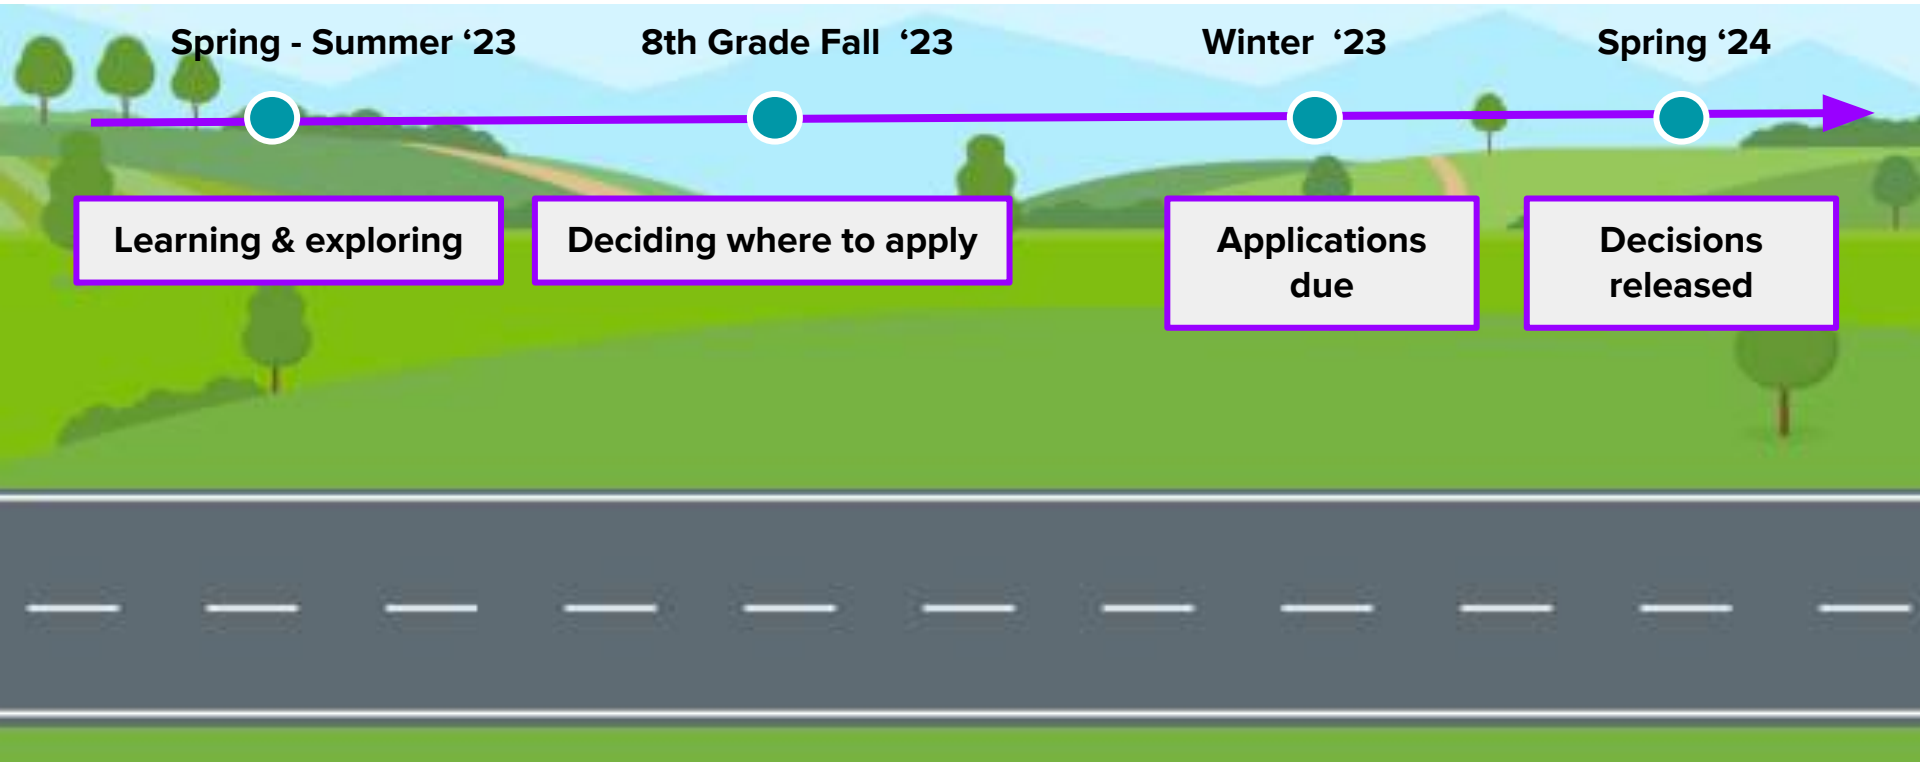 Spring - Summer ‘23
8th Grade Fall ‘23
Winter ‘23
Spring ‘24
Learning & exploring
Deciding where to apply
Applications
due
Decisions
released